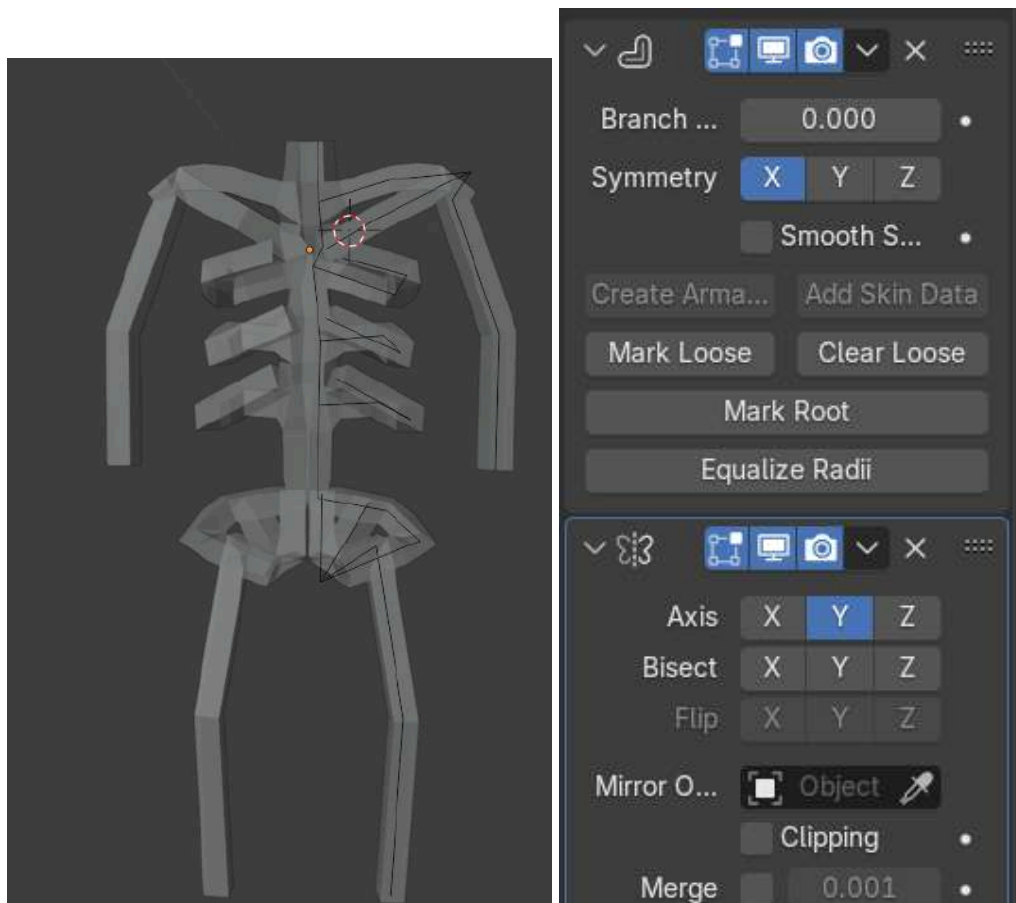 Branch ... 0.000
Symmetry X Y Z
Smooth S...
Create Arma... Add Skin Data
Mark Loose Clear Loose
Mark Root
Equalize Radii
Axis X Y Z
Bisect X Y Z
Flip X Y Z
Mirror O... Object
Clipping
Merge 0.001